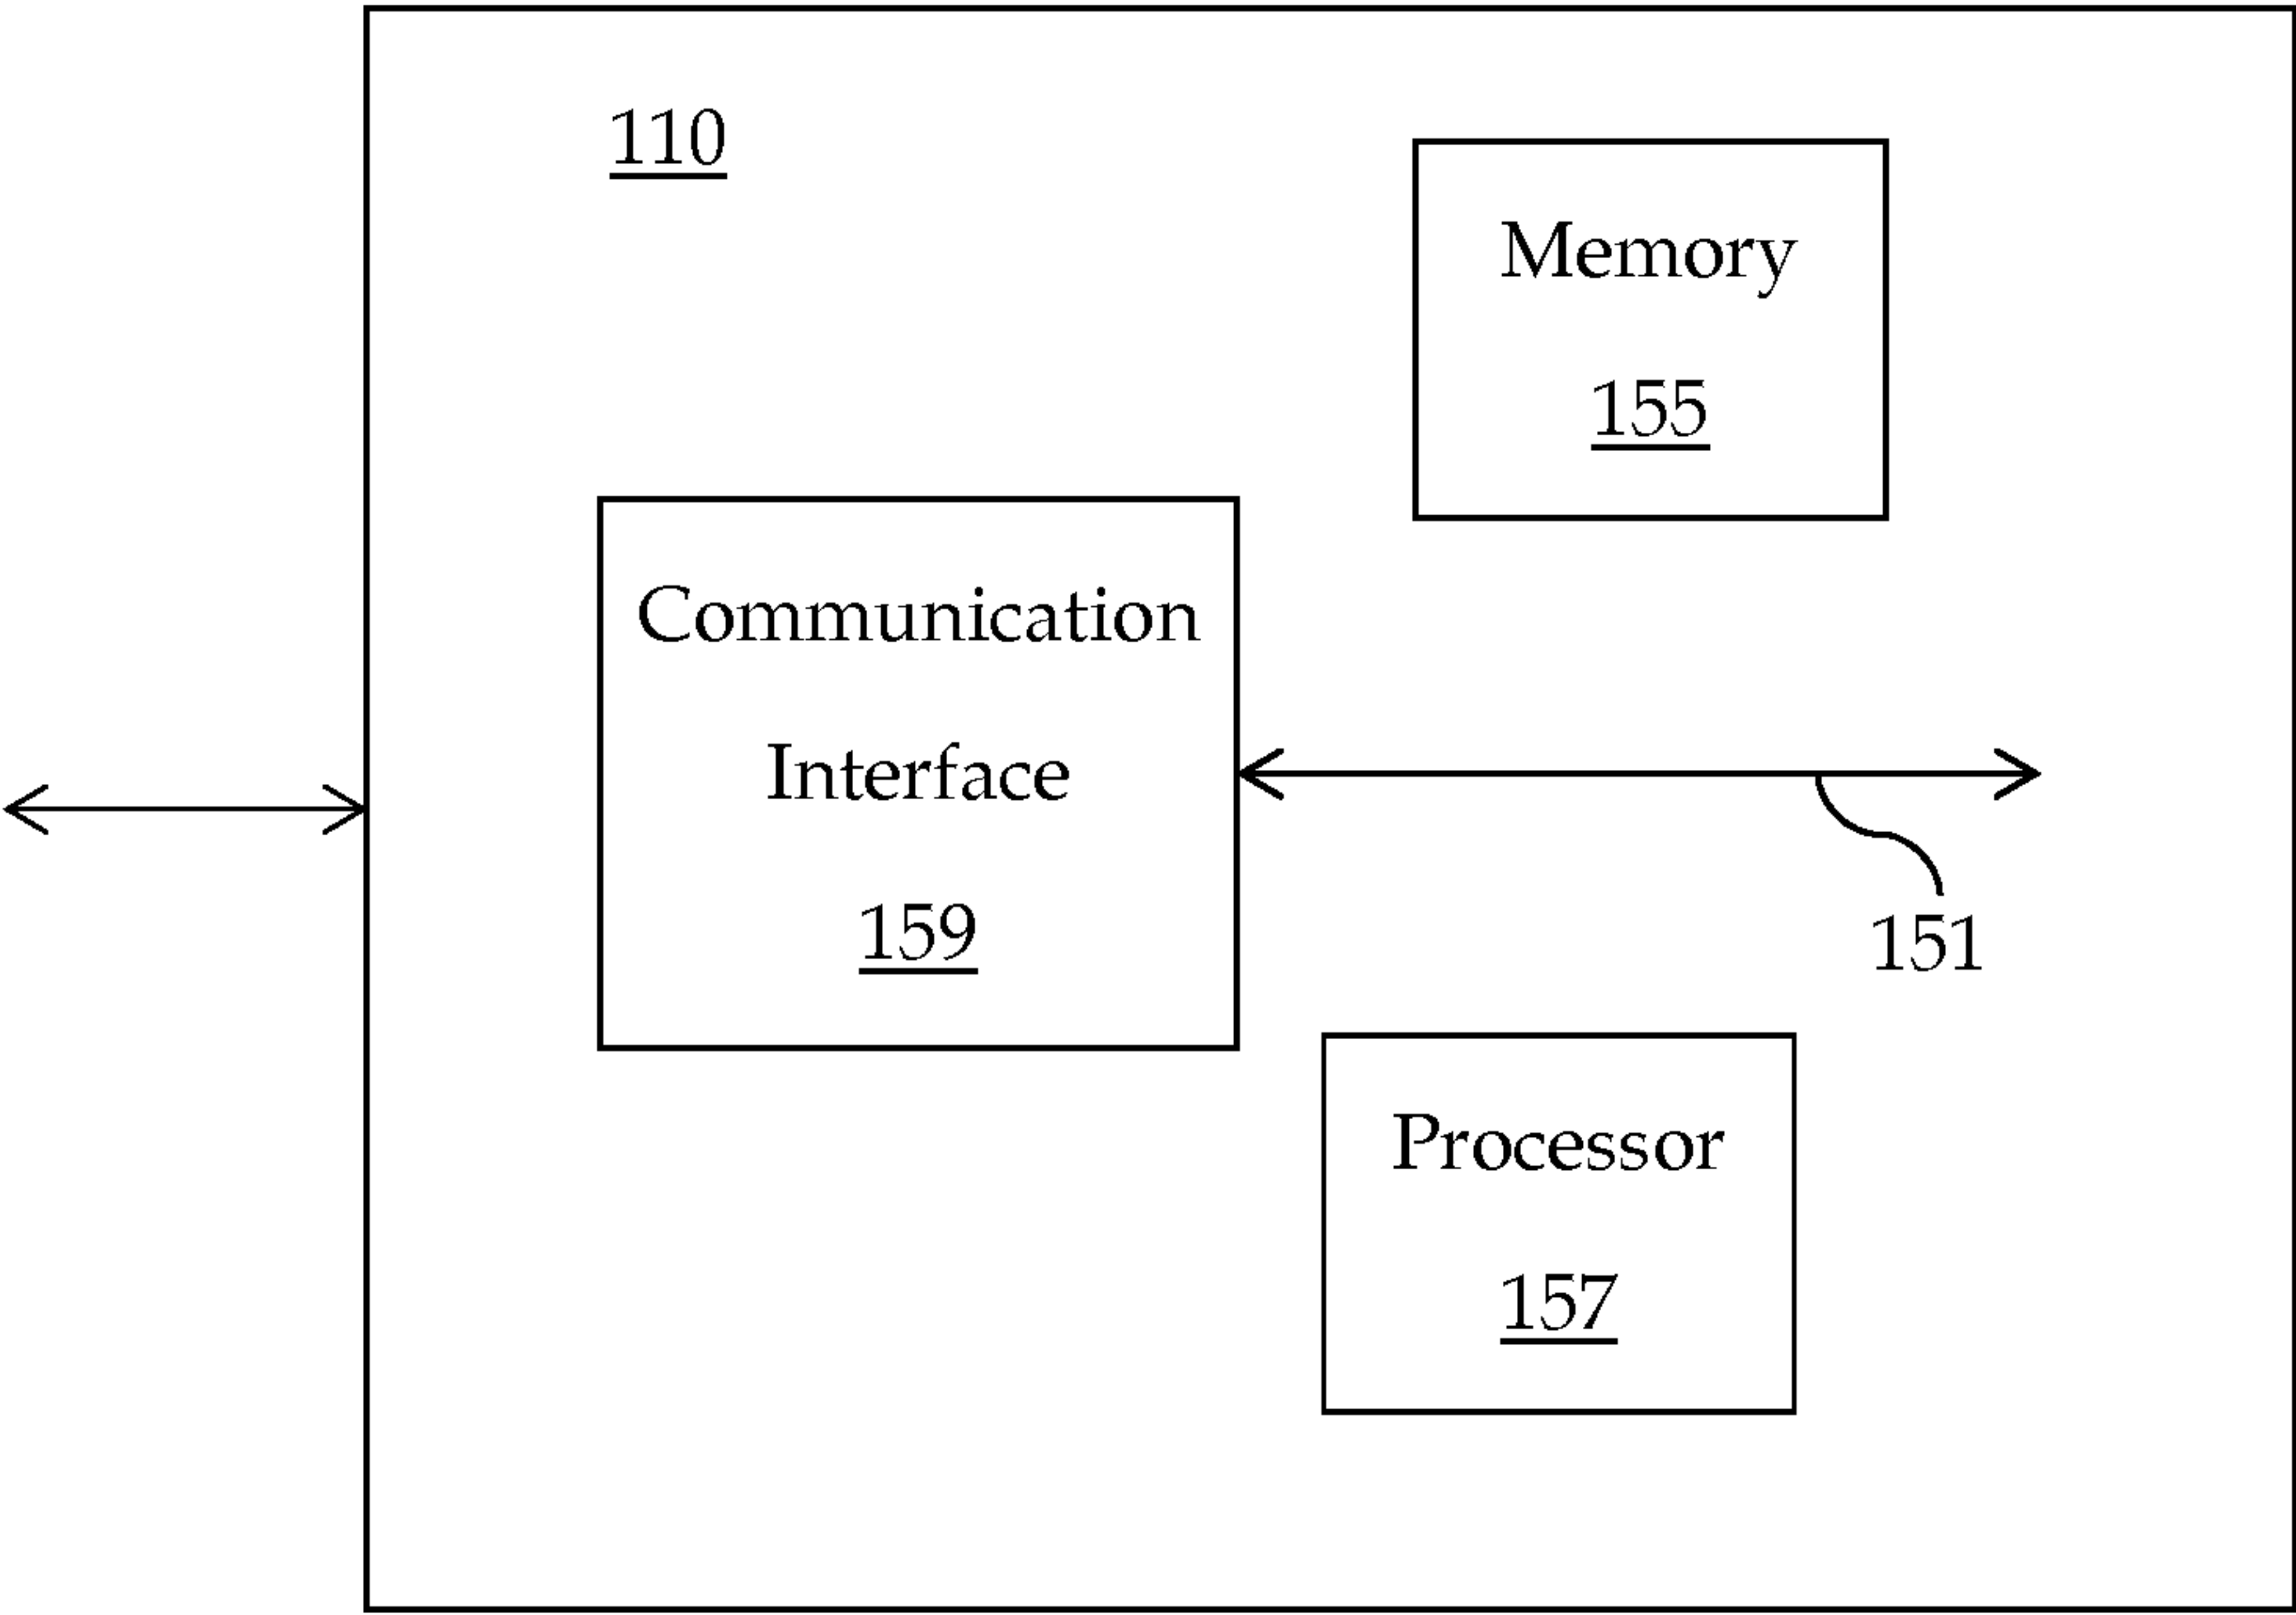 110
Memory
155
Communication
Interface
159
151
Processor
157